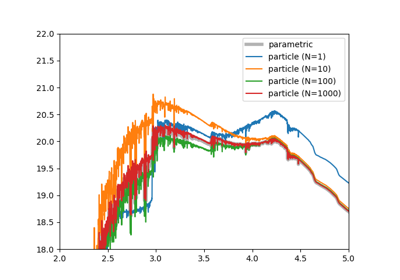 22.0
21.5
21.0
20.5
20.0
19.5
19.0
18.5
18.0
2.0 2.5 3.0 3.5 4.0 4.5 5.0
parametric
particle (N=1)
particle (N=10)
particle (N=100)
particle (N=1000)